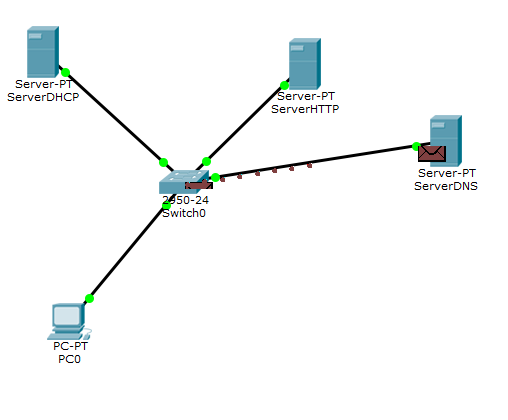 Server-PT
ServerDHCP
Server-PT
ServerHTTP
Server-PT
ServerDNS
2950-24
Switch0
PC-PT
PC0